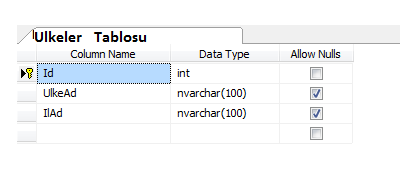 Ulkeler Tablosu
Column Name Data Type Allow Nulls
Id int
UlkeAd nvarchar(100)
IlAd nvarchar(100)